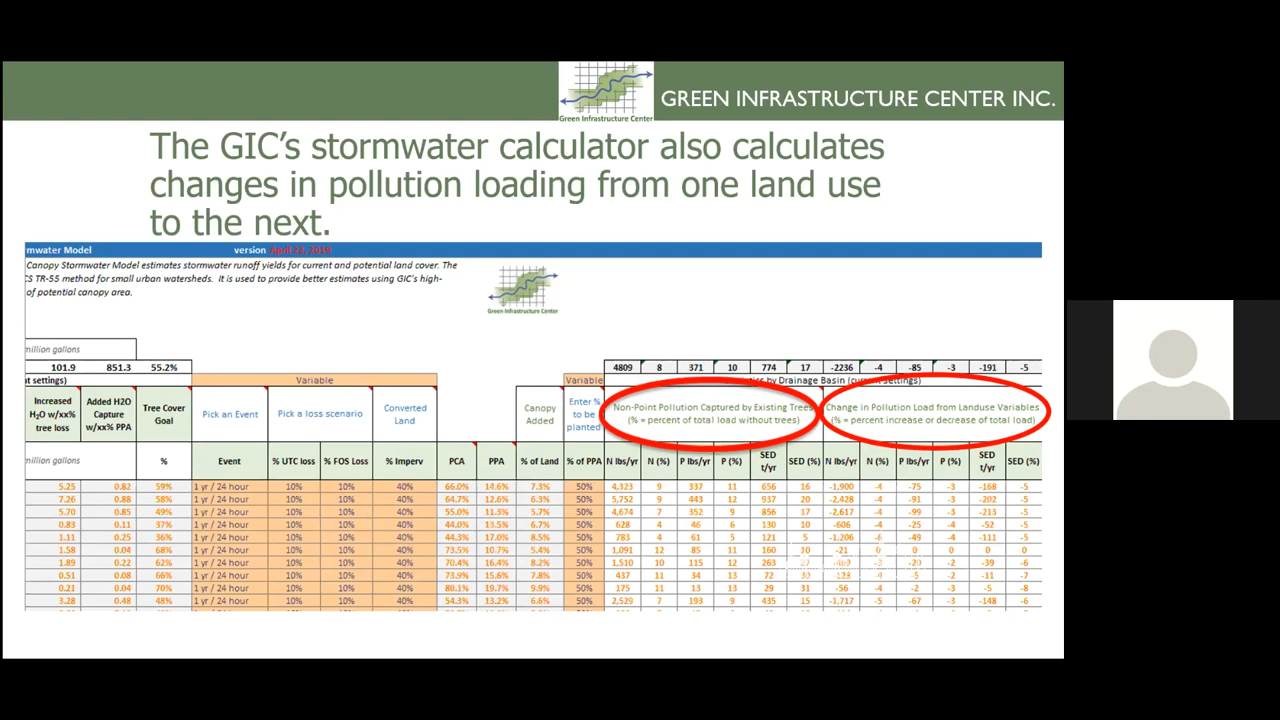 GREEN INFRASTRUCTURE CENTER INC.
Green Infrastructure Center
The GIC's stormwater calculator also calculates
changes in pollution loading from one land use
to the next.
mwater Model version April 22, 2019
Canopy Stormwater Model estimates stormwater runoff yields for current and potential land cover. The
CS TR-55 method for small urban watersheds. It is used to provide better estimates using GIC's high-
of potential canopy area.
Green Infrastructure Center
million gallons
101.9 851.3 55.2% 4809 8 371 10 774 17 -2236 -4 -85 -3 -191 -5
nt settings) Variable Variable tics by Drainage Basin (current settings)
Increased H₂O w/xx% tree loss Added H2O Capture w/xx% PPA Tree Cover Goal Pick an Event Pick a loss scenario Converted Land Canopy Added Enter % to be planted Non-Point Pollution Captured by Existing Trees (% = percent of total load without trees) Change in Pollution Load from Landuse Variables (% = percent increase or decrease of total load)
million gallons % Event % UTC loss % FOS Loss % Imperv PCA PPA % of Land % of PPA N lbs/yr N (%) P lbs/yr P (%) SED t/yr SED (%) N lbs/yr N (%) P lbs/yr P (%) SED t/yr SED (%)
5.25 0.82 59% 1 yr / 24 hour 10% 10% 40% 66.0% 14.6% 7.3% 50% 4,323 9 337 11 656 16 -1,900 -4 -75 -3 -168 -5
7.26 0.88 58% 1 yr / 24 hour 10% 10% 40% 64.7% 12.6% 6.3% 50% 5,752 9 443 12 937 20 -2,428 -4 -91 -3 -202 -5
5.70 0.85 49% 1 yr / 24 hour 10% 10% 40% 55.0% 11.3% 5.7% 50% 4,674 7 352 9 856 17 -2,617 -4 -99 -3 -213 -5
0.83 0.11 37% 1 yr / 24 hour 10% 10% 40% 44.0% 13.5% 6.7% 50% 628 4 46 6 130 10 -606 -4 -25 -4 -52 -5
1.11 0.25 36% 1 yr / 24 hour 10% 10% 40% 44.3% 17.0% 8.5% 50% 783 4 61 5 121 5 -1,206 -6 -49 -4 -111 -5
1.58 0.04 68% 1 yr / 24 hour 10% 10% 40% 73.5% 10.7% 5.4% 50% 1,091 12 85 11 160 10 -21 0 0 0 0 0
1.89 0.22 62% 1 yr / 24 hour 10% 10% 40% 70.4% 16.4% 8.2% 50% 1,510 10 115 12 263 -4 -20 -2 -39 -6
0.51 0.08 66% 1 yr / 24 hour 10% 10% 40% 73.9% 15.6% 7.8% 50% 437 11 34 13 72 -4 -5 -2 -11 -7
0.21 0.04 70% 1 yr / 24 hour 10% 10% 40% 80.1% 19.7% 9.9% 50% 175 11 13 13 29 31 -56 -4 -2 -3 -5 -8
3.28 0.48 48% 1 yr / 24 hour 10% 10% 40% 54.3% 13.2% 6.6% 50% 2,529 7 193 9 435 15 -1,717 -5 -67 -3 -148 -6